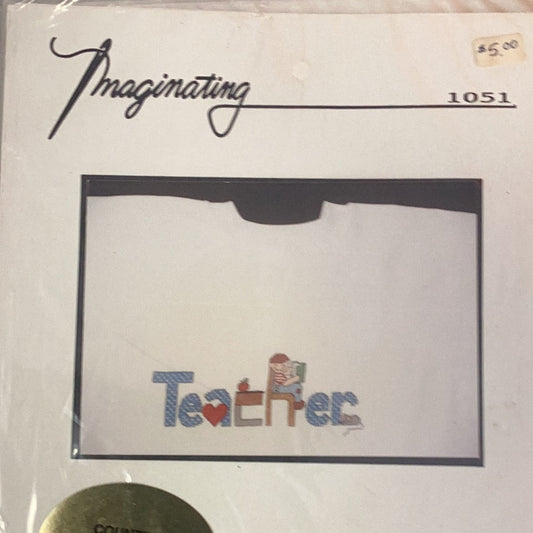 $5.00
Imaginating
1051
Teacher